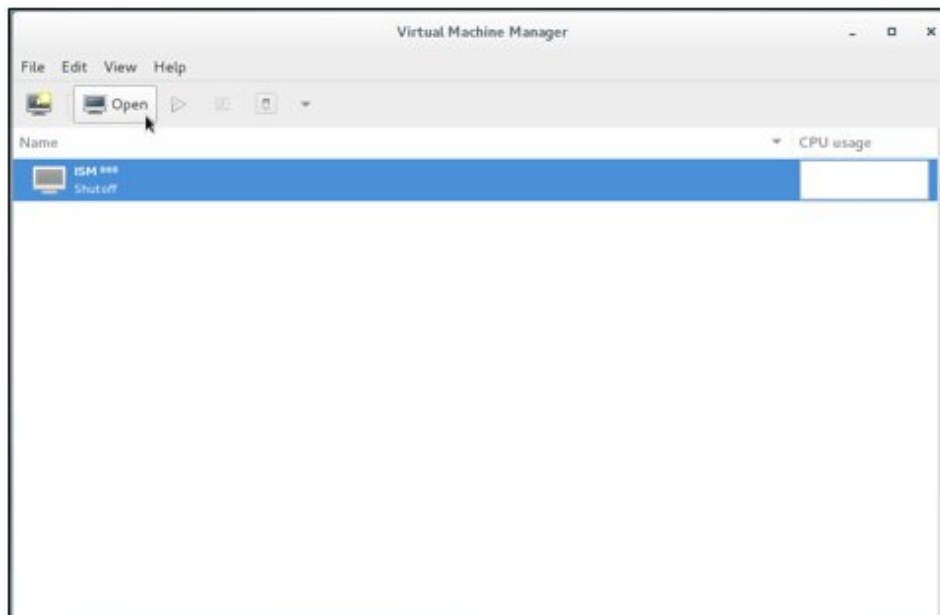 Virtual Machine Manager
File Edit View Help
Open
Name CPU usage
ISM ***
Shutoff